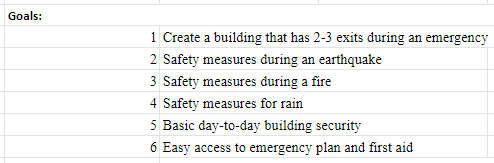 Goals:
1 Create a building that has 2-3 exits during an emergency
2 Safety measures during an earthquake
3 Safety measures during a fire
4 Safety measures for rain
5 Basic day-to-day building security
6 Easy access to emergency plan and first aid